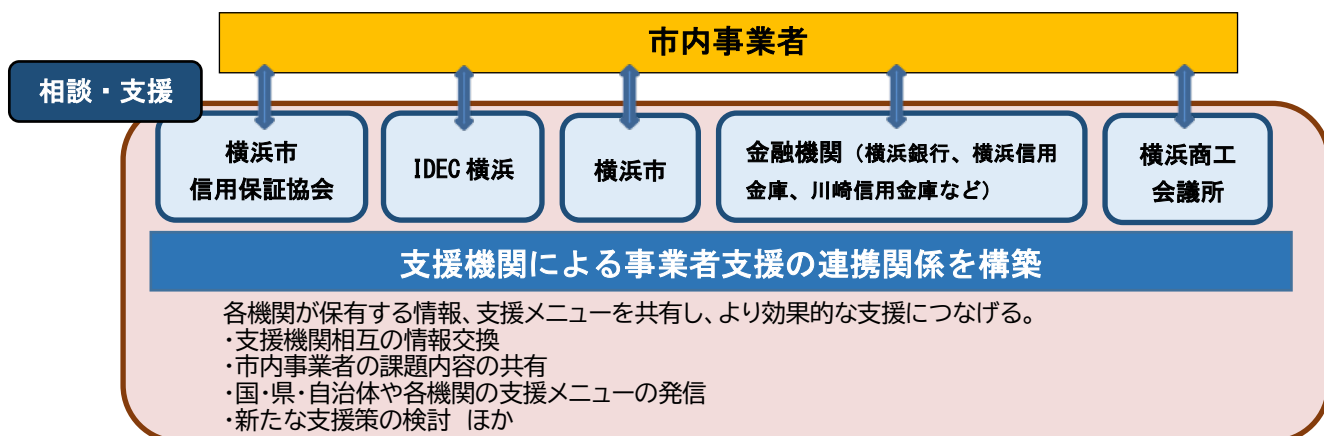 市内事業者
相談・支援
横浜市
信用保証協会
IDEC 横浜
横浜市
金融機関（横浜銀行、横浜信用
金庫、川崎信用金庫など）
横浜商工
会議所
支援機関による事業者支援の連携関係を構築
各機関が保有する情報、支援メニューを共有し、より効果的な支援につなげる。
・支援機関相互の情報交換
・市内事業者の課題内容の共有
・国・県・自治体や各機関の支援メニューの発信
・新たな支援策の検討　ほか